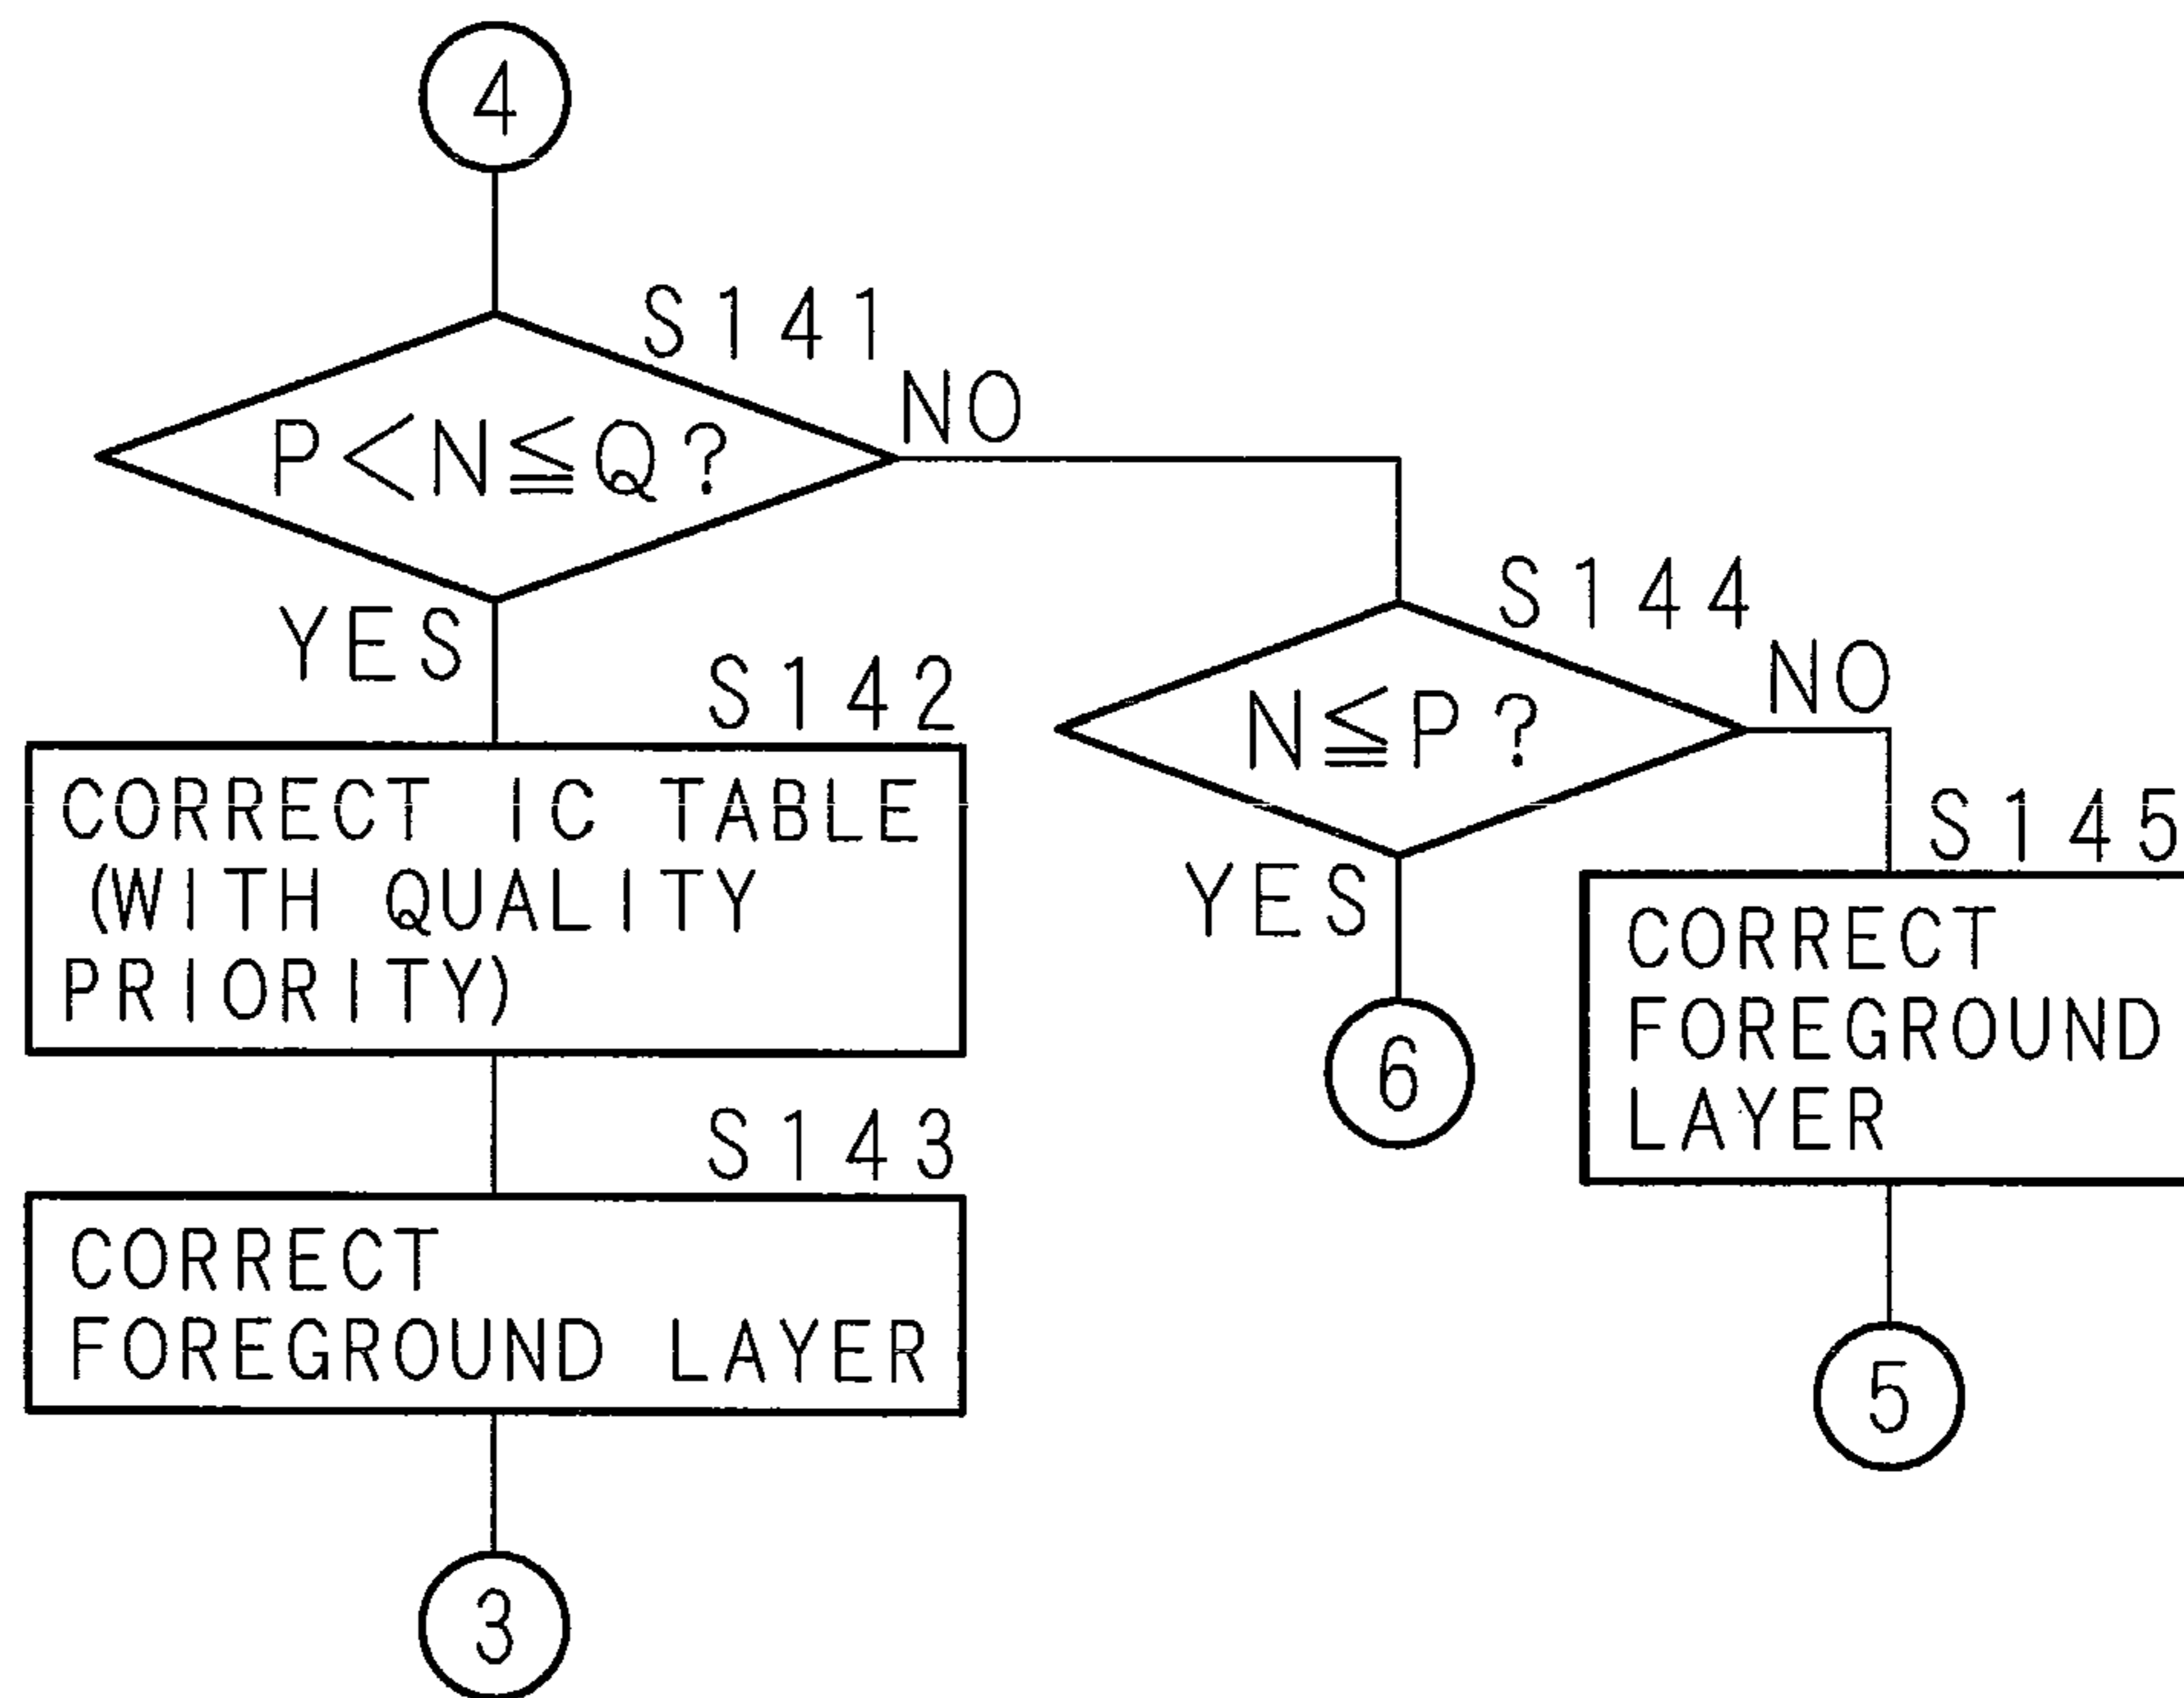 4
S141
P<N≦Q?
NO
YES
S142
CORRECT IC TABLE
(WITH QUALITY
PRIORITY)
S143
CORRECT
FOREGROUND LAYER
3
S144
N≦P?
NO
YES
6
S145
CORRECT
FOREGROUND
LAYER
5